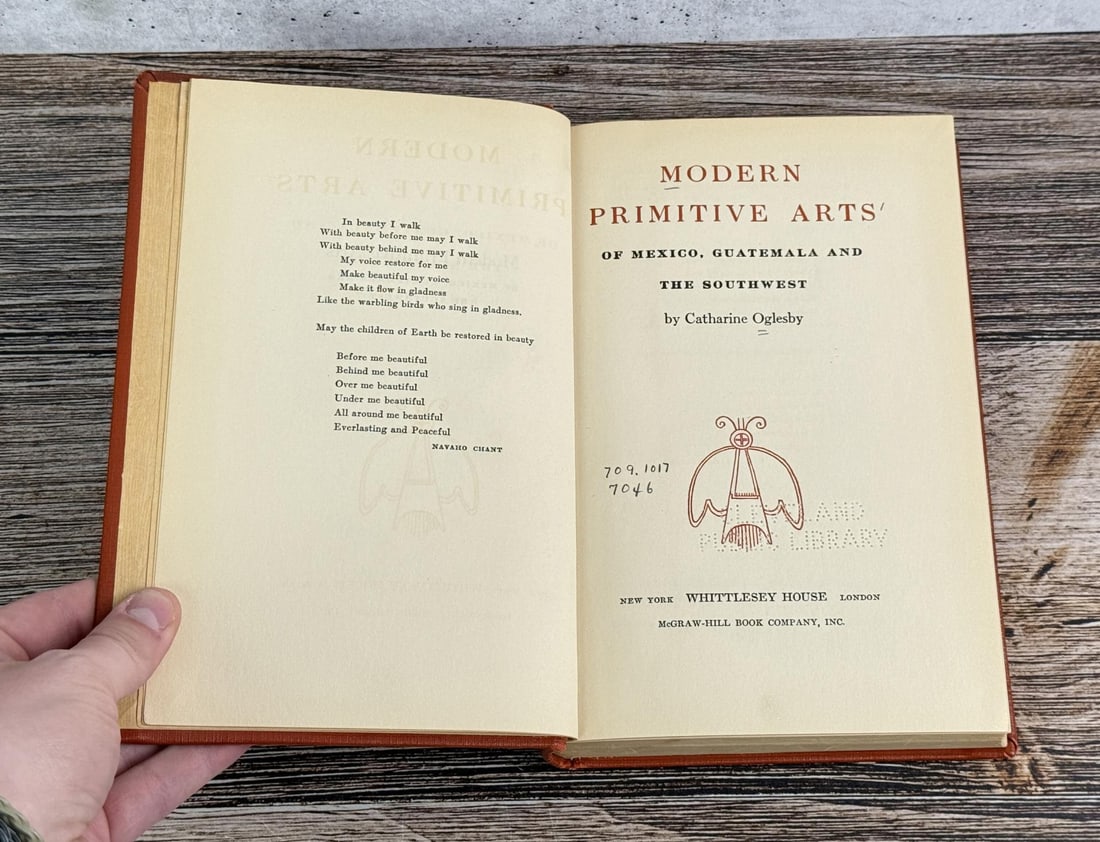 In beauty I walk
With beauty before me may I walk
With beauty behind me may I walk
My voice restore for me
Make beautiful my voice
Make it flow in gladness
Like the warbling birds who sing in gladness.
May the children of Earth be restored in beauty
Before me beautiful
Behind me beautiful
Over me beautiful
Under me beautiful
All around me beautiful
Everlasting and Peaceful
NAVAHO CHANT
MODERN
PRIMITIVE ARTS
OF MEXICO, GUATEMALA AND
THE SOUTHWEST
by Catharine Oglesby
709.1017
7046
LIBRARY
NEW YORK WHITTLESEY HOUSE LONDON
McGRAW-HILL BOOK COMPANY, INC.